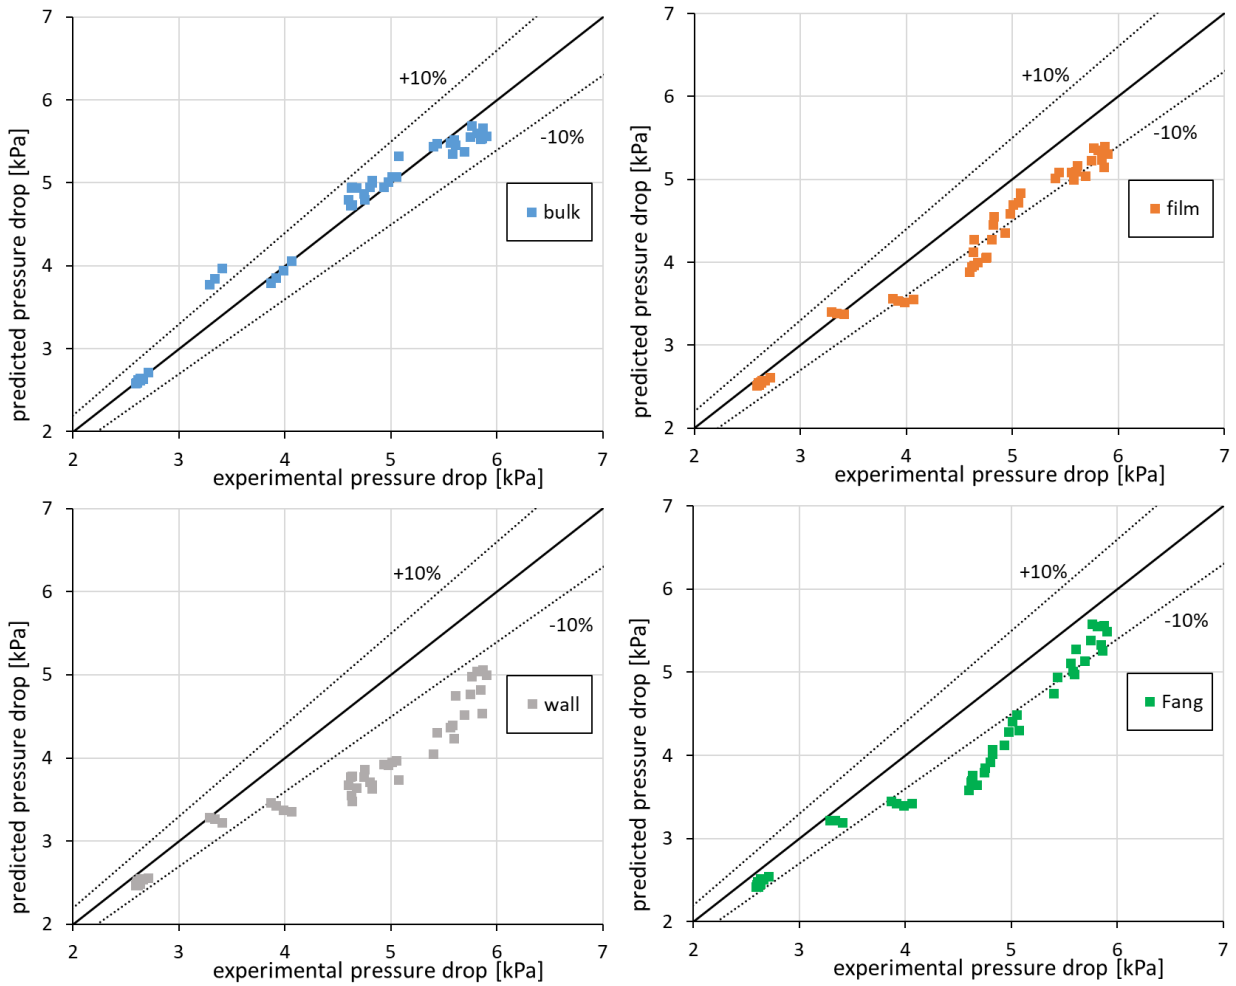 7
6
5
4
3
2
predicted pressure drop [kPa]
+10%
-10%
bulk
2 3 4 5 6 7
experimental pressure drop [kPa]
7
6
5
4
3
2
predicted pressure drop [kPa]
+10%
-10%
film
2 3 4 5 6 7
experimental pressure drop [kPa]
7
6
5
4
3
2
predicted pressure drop [kPa]
+10%
-10%
wall
2 3 4 5 6 7
experimental pressure drop [kPa]
7
6
5
4
3
2
predicted pressure drop [kPa]
+10%
-10%
Fang
2 3 4 5 6 7
experimental pressure drop [kPa]